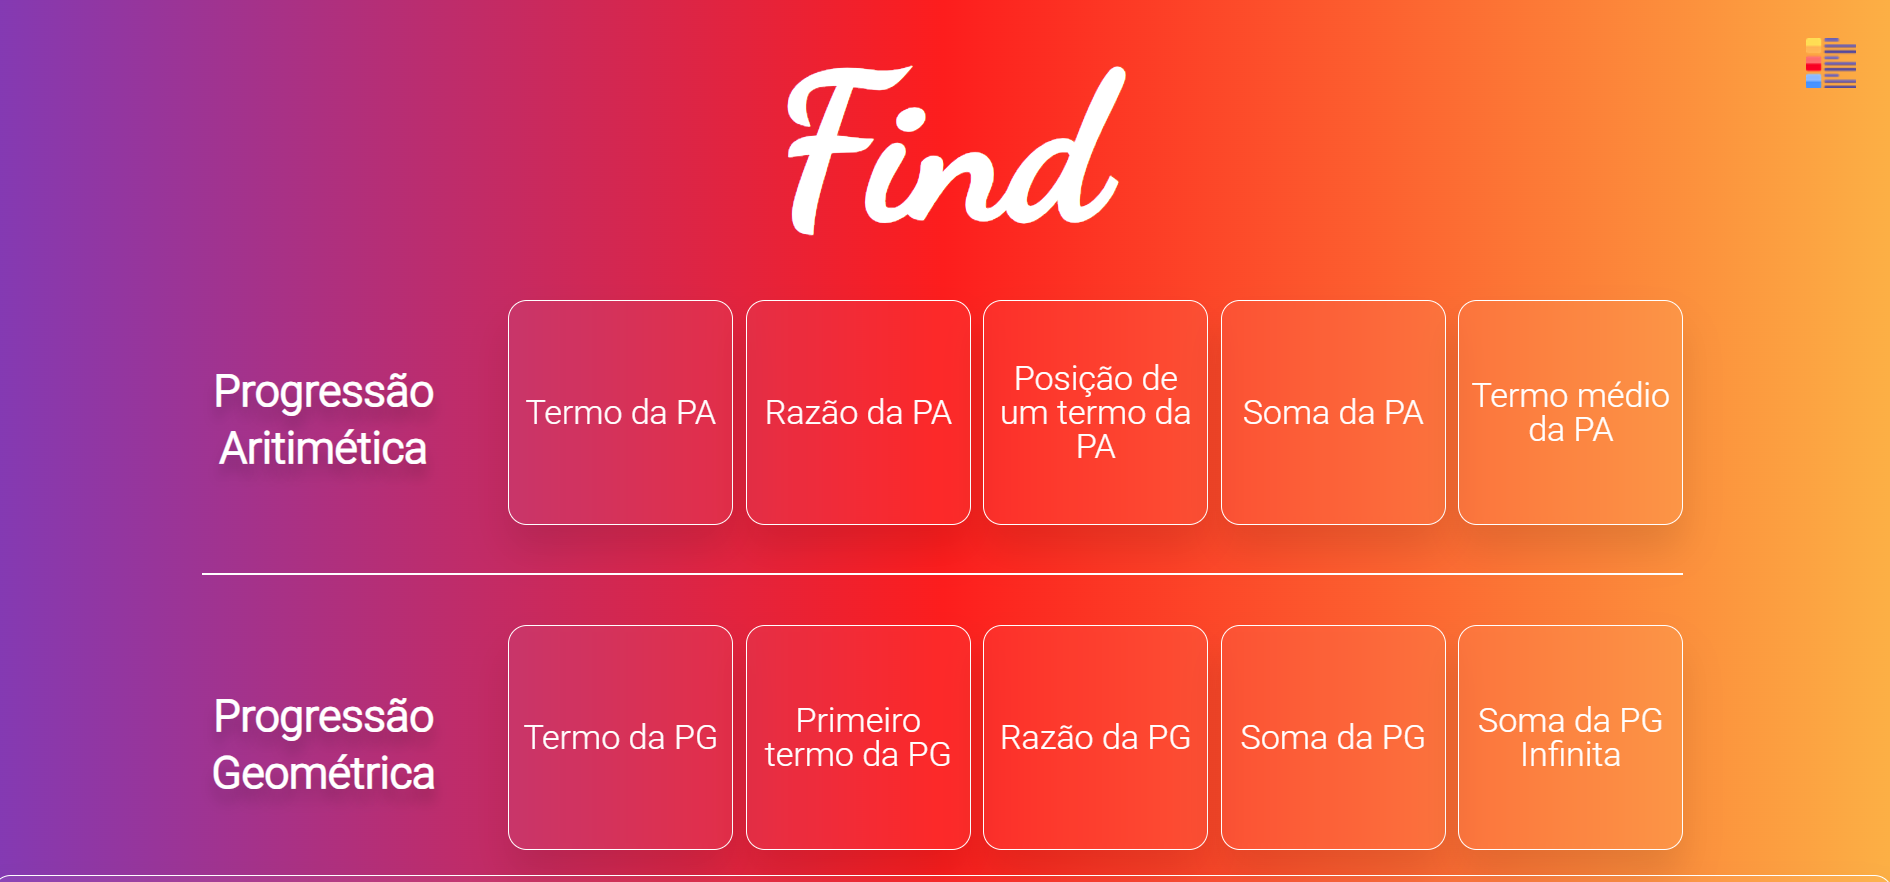 Find
Progressão
Aritimética
Termo da PA
Razão da PA
Posição de
um termo da
PA
Soma da PA
Termo médio
da PA
Progressão
Geométrica
Termo da PG
Primeiro
termo da PG
Razão da PG
Soma da PG
Soma da PG
Infinita